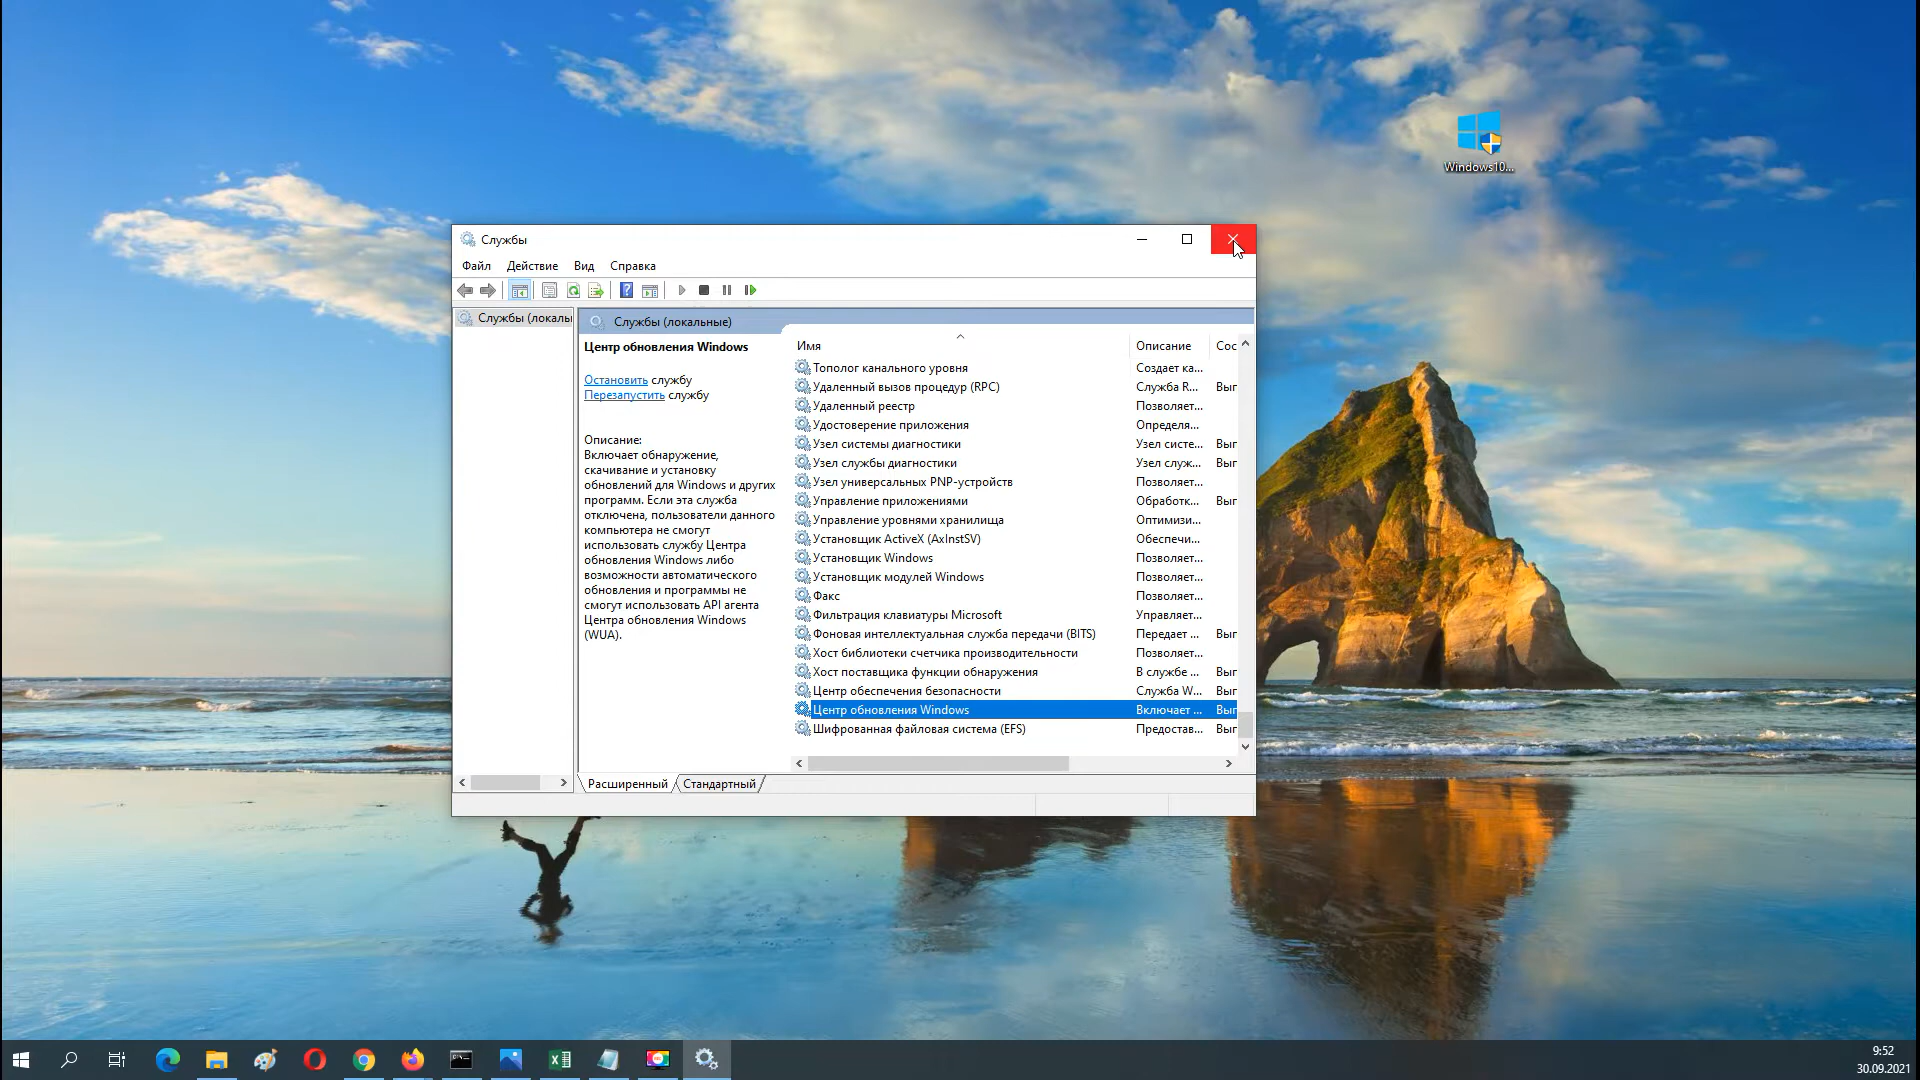 Windows10...
Службы
Файл Действие Вид Справка
Службы (локаль
Службы (локальные)
Центр обновления Windows
Остановить службу
Перезапустить службу
Описание:
Включает обнаружение,
скачивание и установку
обновлений для Windows и других
программ. Если эта служба
отключена, пользователи данного
компьютера не смогут
использовать службу Центра
обновления Windows либо
возможности автоматического
обновления и программы не
смогут использовать API агента
Центра обновления Windows
(WUA).
Имя Описание Сос
Тополог канального уровня Создает ка...
Удаленный вызов процедур (RPC) Служба R... Вып
Удаленный реестр Позволяет...
Удостоверение приложения Определя...
Узел системы диагностики Узел систе... Вып
Узел службы диагностики Узел служ... Вып
Узел универсальных PNP-устройств Позволяет...
Управление приложениями Обработк... Вып
Управление уровнями хранилища Оптимизи...
Установщик ActiveX (AxInstSV) Обеспечи...
Установщик Windows Позволяет...
Установщик модулей Windows Позволяет...
Факс Позволяет...
Фильтрация клавиатуры Microsoft Управляет...
Фоновая интеллектуальная служба передачи (BITS) Передает ... Вып
Хост библиотеки счетчика производительности Позволяет...
Хост поставщика функции обнаружения В службе ... Вып
Центр обеспечения безопасности Служба W... Вып
Центр обновления Windows Включает ... Вып
Шифрованная файловая система (EFS) Предостав... Вып
Расширенный Стандартный
9:52
30.09.2021